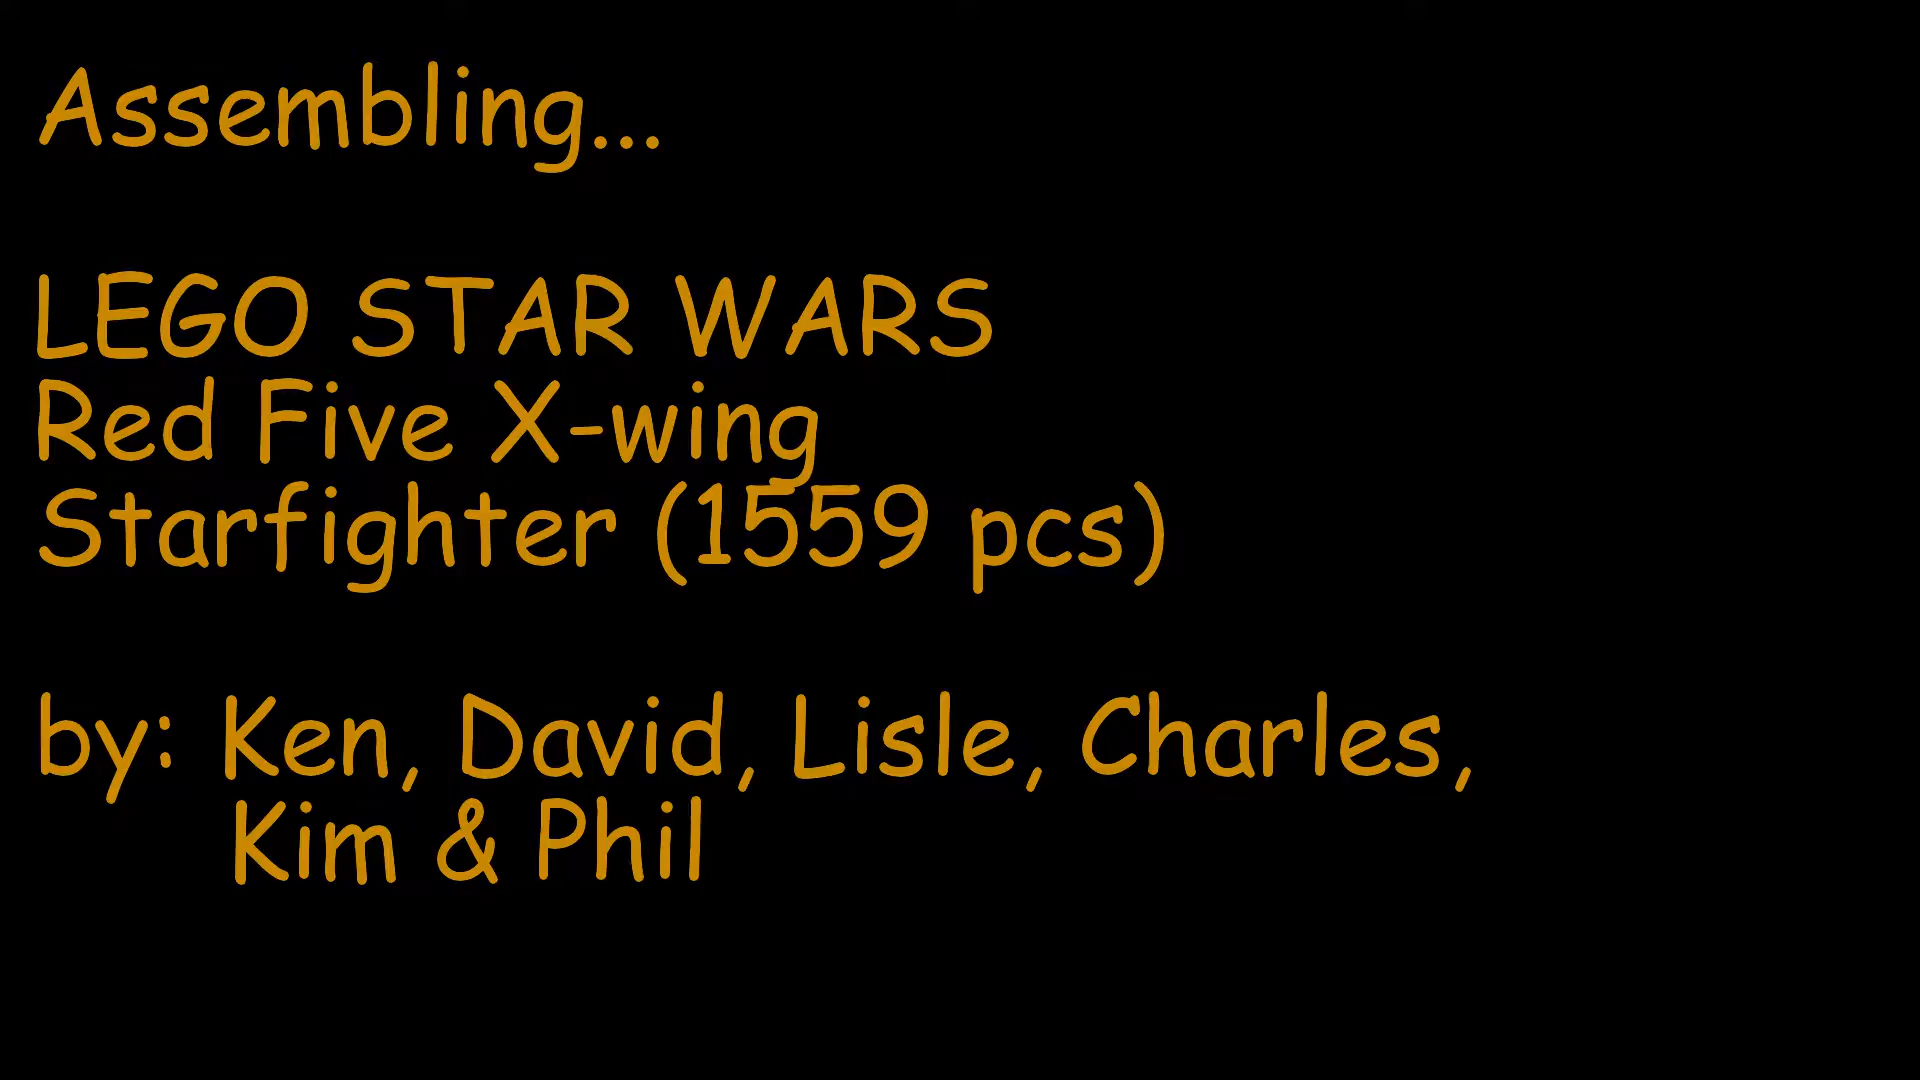 Assembling...
LEGO STAR WARS
Red Five X-wing
Starfighter (1559 pcs)
by: Ken, David, Lisle, Charles,
Kim & Phil